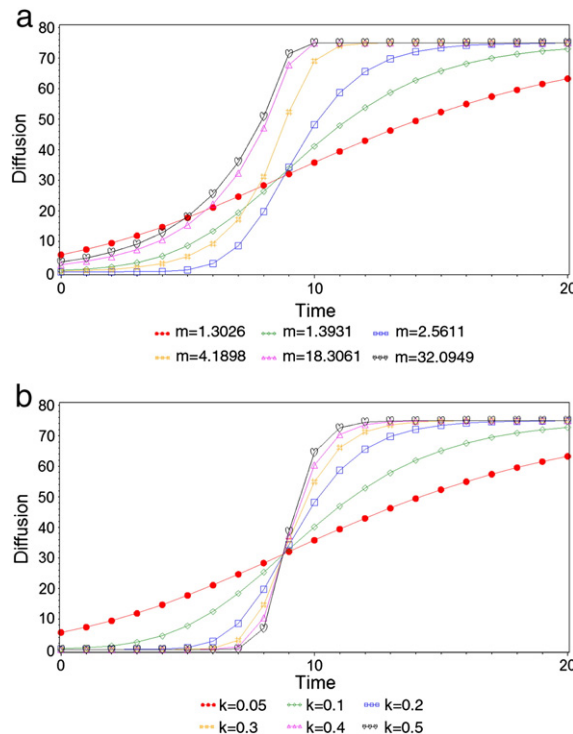 a
80
70
60
50
40
30
20
10
0
Diffusion
0 10 20
Time
m=1.3026 m=1.3931 m=2.5611
m=4.1898 m=18.3061 m=32.0949
b
80
70
60
50
40
30
20
10
0
Diffusion
0 10 20
Time
k=0.05 k=0.1 k=0.2
k=0.3 k=0.4 k=0.5